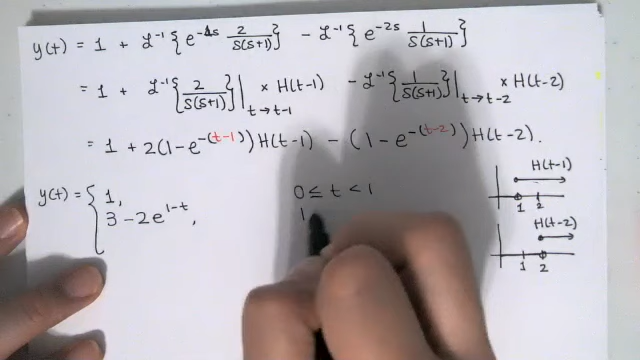 y(t) = 1 + ℒ⁻¹{e^{-1s} 2/(s(s+1))} - ℒ⁻¹{e^{-2s} 1/(s(s+1))}
= 1 + ℒ⁻¹{2/(s(s+1))}|_{t→t-1} × H(t-1) - ℒ⁻¹{1/(s(s+1))}|_{t→t-2} × H(t-2)
= 1 + 2(1-e^{-(t-1)})H(t-1) - (1-e^{-(t-2)})H(t-2).
y(t) = { 1, 0 ≤ t < 1
3 - 2e^{1-t}, 1
H(t-1)
1 2
H(t-2)
1 2